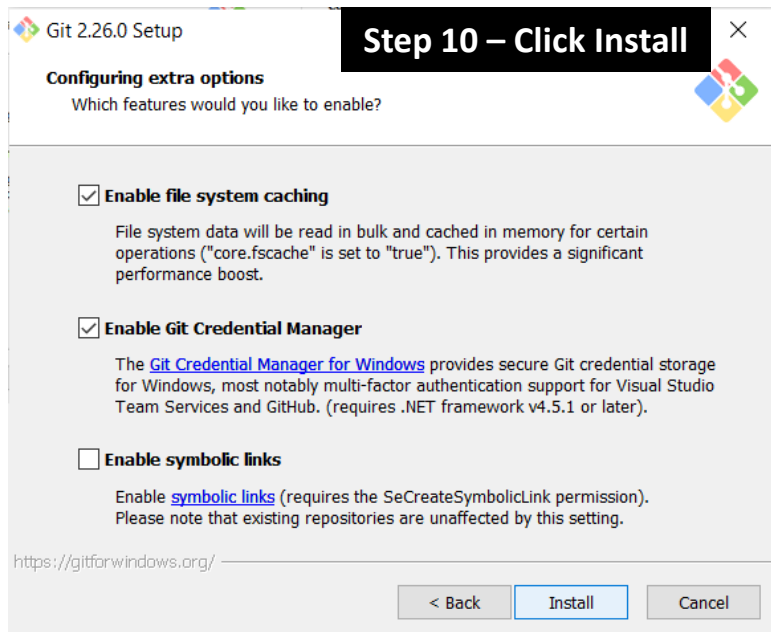 Git 2.26.0 Setup
Step 10 – Click Install
Configuring extra options
Which features would you like to enable?
Enable file system caching
File system data will be read in bulk and cached in memory for certain
operations ("core.fscache" is set to "true"). This provides a significant
performance boost.
Enable Git Credential Manager
The Git Credential Manager for Windows provides secure Git credential storage
for Windows, most notably multi-factor authentication support for Visual Studio
Team Services and GitHub. (requires .NET framework v4.5.1 or later).
Enable symbolic links
Enable symbolic links (requires the SeCreateSymbolicLink permission).
Please note that existing repositories are unaffected by this setting.
https://gitforwindows.org/
< Back
Install
Cancel